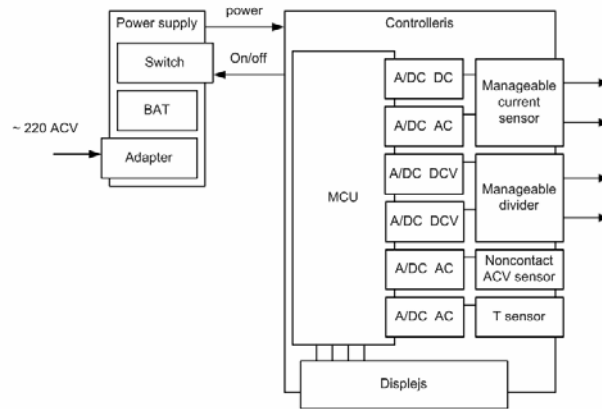 Power supply
power
Controlleris
Switch
On/off
BAT
~ 220 ACV
Adapter
MCU
A/DC DC
A/DC AC
Manageable
current
sensor
A/DC DCV
A/DC DCV
Manageable
divider
A/DC AC
Noncontact
ACV sensor
A/DC AC
T sensor
Displejs